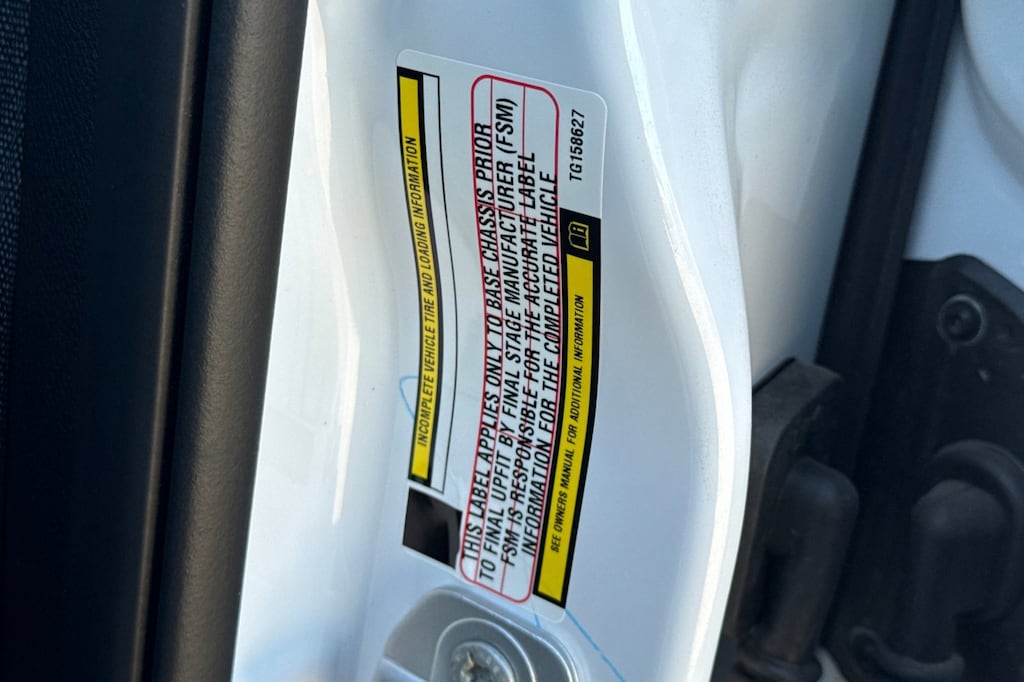 INCOMPLETE VEHICLE TIRE AND LOADING INFORMATION
THIS LABEL APPLIES ONLY TO BASE CHASSIS PRIOR
TO FINAL UPFIT BY FINAL STAGE MANUFACTURER (FSM)
FSM IS RESPONSIBLE FOR THE ACCURATE LABEL
INFORMATION FOR THE COMPLETED VEHICLE
SEE OWNERS MANUAL FOR ADDITIONAL INFORMATION
TG158627